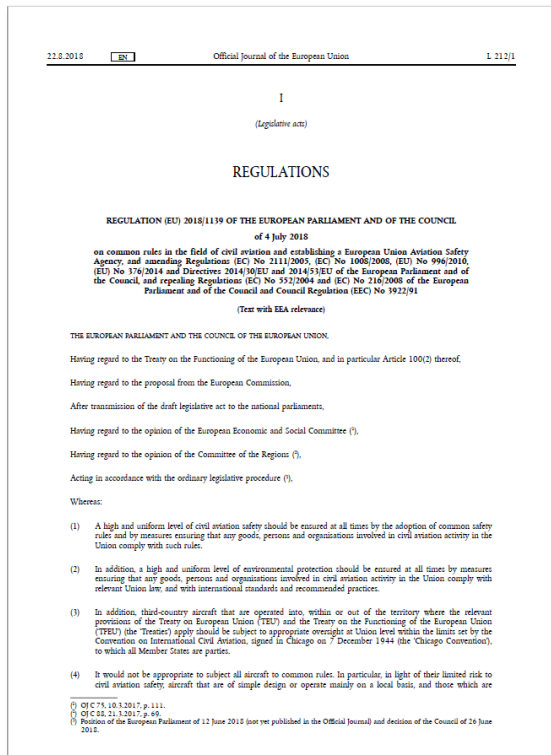 22.8.2018 EN Official Journal of the European Union L 212/1
I
(Legislative acts)
REGULATIONS
REGULATION (EU) 2018/1139 OF THE EUROPEAN PARLIAMENT AND OF THE COUNCIL
of 4 July 2018
on common rules in the field of civil aviation and establishing a European Union Aviation Safety
Agency, and amending Regulations (EC) No 2111/2005, (EC) No 1008/2008, (EU) No 996/2010,
(EU) No 376/2014 and Directives 2014/30/EU and 2014/53/EU of the European Parliament and of
the Council, and repealing Regulations (EC) No 552/2004 and (EC) No 216/2008 of the European
Parliament and of the Council and Council Regulation (EEC) No 3922/91
(Text with EEA relevance)
THE EUROPEAN PARLIAMENT AND THE COUNCIL OF THE EUROPEAN UNION,
Having regard to the Treaty on the Functioning of the European Union, and in particular Article 100(2) thereof,
Having regard to the proposal from the European Commission,
After transmission of the draft legislative act to the national parliaments,
Having regard to the opinion of the European Economic and Social Committee (¹),
Having regard to the opinion of the Committee of the Regions (²),
Acting in accordance with the ordinary legislative procedure (³),
Whereas:
(1) A high and uniform level of civil aviation safety should be ensured at all times by the adoption of common safety
rules and by measures ensuring that any goods, persons and organisations involved in civil aviation activity in the
Union comply with such rules.
(2) In addition, a high and uniform level of environmental protection should be ensured at all times by measures
ensuring that any goods, persons and organisations involved in civil aviation activity in the Union comply with
relevant Union law, and with international standards and recommended practices.
(3) In addition, third-country aircraft that are operated into, within or out of the territory where the relevant
provisions of the Treaty on European Union ('TEU') and the Treaty on the Functioning of the European Union
('TFEU') (the 'Treaties') apply should be subject to appropriate oversight at Union level within the limits set by the
Convention on International Civil Aviation, signed in Chicago on 7 December 1944 (the 'Chicago Convention'),
to which all Member States are parties.
(4) It would not be appropriate to subject all aircraft to common rules. In particular, in light of their limited risk to
civil aviation safety, aircraft that are of simple design or operate mainly on a local basis, and those which are
(¹) OJ C 75, 10.3.2017, p. 111.
(²) OJ C 88, 21.3.2017, p. 69.
(³) Position of the European Parliament of 12 June 2018 (not yet published in the Official Journal) and decision of the Council of 26 June
2018.